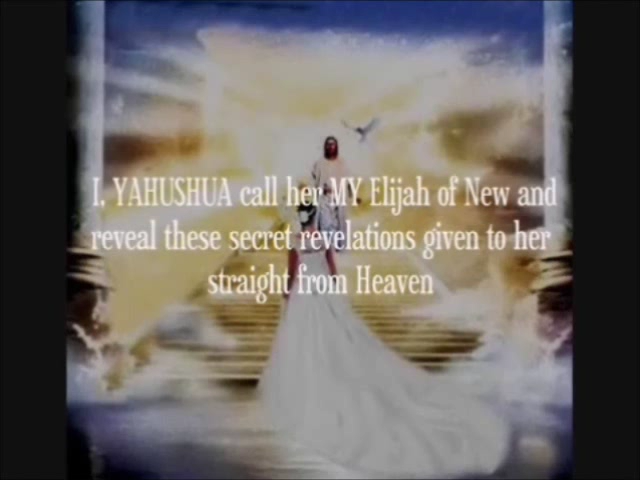 I, YAHUSHUA call her MY Elijah of New and
reveal these secret revelations given to her
straight from Heaven